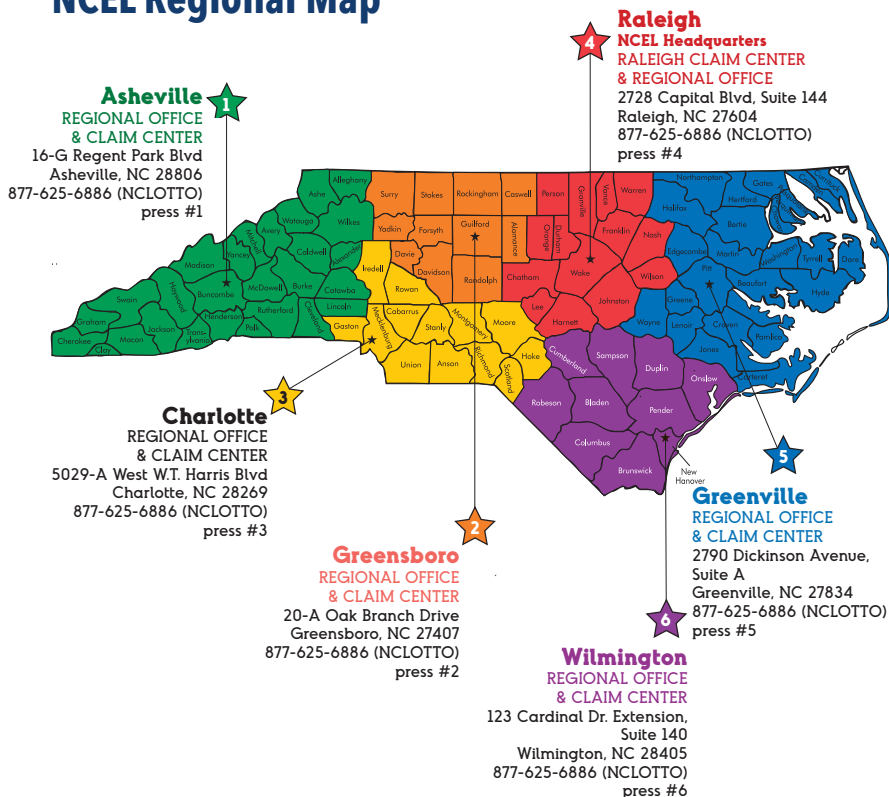 NCEL Regional Map
Raleigh
NCEL Headquarters
RALEIGH CLAIM CENTER
& REGIONAL OFFICE
2728 Capital Blvd, Suite 144
Raleigh, NC 27604
877-625-6886 (NCLOTTO)
press #4
4
Asheville
REGIONAL OFFICE
& CLAIM CENTER
16-G Regent Park Blvd
Asheville, NC 28806
877-625-6886 (NCLOTTO)
press #1
1
Alleghany
Ashe
Surry
Stokes
Rockingham
Caswell
Person
Granville
Vance
Warren
Northampton
Gates
Hertford
Halifax
Bertie
Watauga
Wilkes
Yadkin
Forsyth
Guilford
Alamance
Orange
Durham
Franklin
Nash
Edgecombe
Martin
Washington
Tyrrell
Dare
Avery
Mitchell
Yancey
Caldwell
Alexander
Iredell
Davie
Davidson
Randolph
Chatham
Wake
Wilson
Pitt
Beaufort
Hyde
Madison
Buncombe
McDowell
Burke
Catawba
Rowan
Lee
Johnston
Greene
Swain
Haywood
Henderson
Rutherford
Cleveland
Lincoln
Gaston
Mecklenburg
Cabarrus
Stanly
Montgomery
Moore
Harnett
Wayne
Lenoir
Craven
Pamlico
Graham
Cherokee
Clay
Macon
Jackson
Trans-
ylvania
Polk
Union
Anson
Richmond
Scotland
Hoke
Cumberland
Sampson
Duplin
Jones
Onslow
Carteret
Robeson
Bladen
Pender
Columbus
Brunswick
New
Hanover
3
Charlotte
REGIONAL OFFICE
& CLAIM CENTER
5029-A West W.T. Harris Blvd
Charlotte, NC 28269
877-625-6886 (NCLOTTO)
press #3
2
Greensboro
REGIONAL OFFICE
& CLAIM CENTER
20-A Oak Branch Drive
Greensboro, NC 27407
877-625-6886 (NCLOTTO)
press #2
5
Greenville
REGIONAL OFFICE
& CLAIM CENTER
2790 Dickinson Avenue,
Suite A
Greenville, NC 27834
877-625-6886 (NCLOTTO)
press #5
6
Wilmington
REGIONAL OFFICE
& CLAIM CENTER
123 Cardinal Dr. Extension,
Suite 140
Wilmington, NC 28405
877-625-6886 (NCLOTTO)
press #6